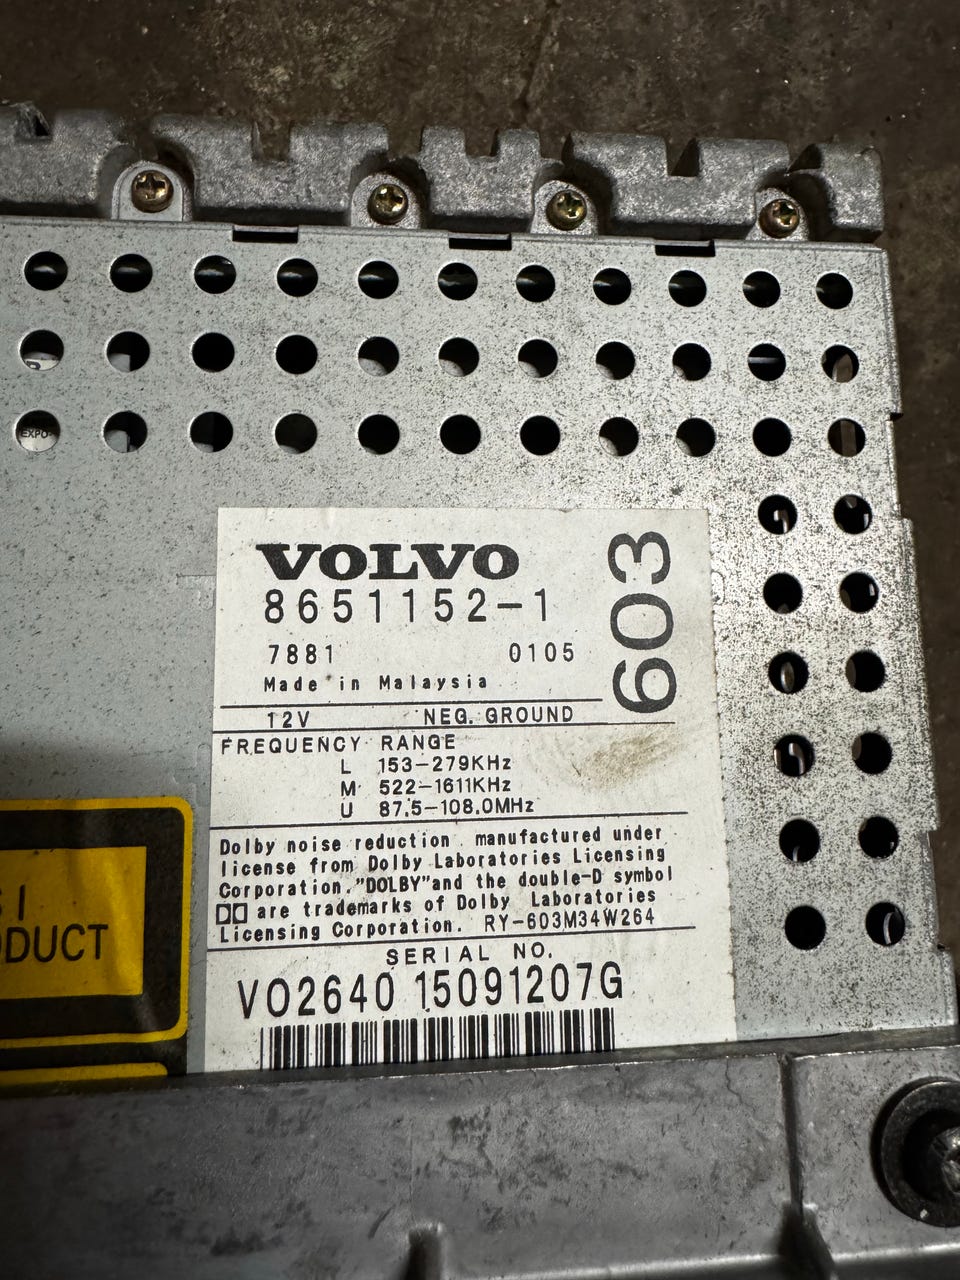 VOLVO
8651152-1
603
7881 0105
Made in Malaysia
12V NEG. GROUND
FREQUENCY RANGE
L 153-279KHz
M 522-1611KHz
U 87.5-108.0MHz
Dolby noise reduction manufactured under
license from Dolby Laboratories Licensing
Corporation."DOLBY"and the double-D symbol
are trademarks of Dolby Laboratories
Licensing Corporation. RY-603M34W264
SERIAL NO.
VO2640 15091207G
EXPO
ODUCT